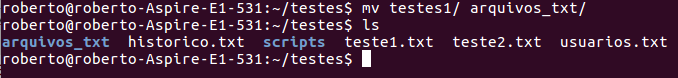 roberto@roberto-Aspire-E1-531:~/testes$ mv testes1/ arquivos_txt/
roberto@roberto-Aspire-E1-531:~/testes$ ls
arquivos_txt historico.txt scripts teste1.txt teste2.txt usuarios.txt
roberto@roberto-Aspire-E1-531:~/testes$